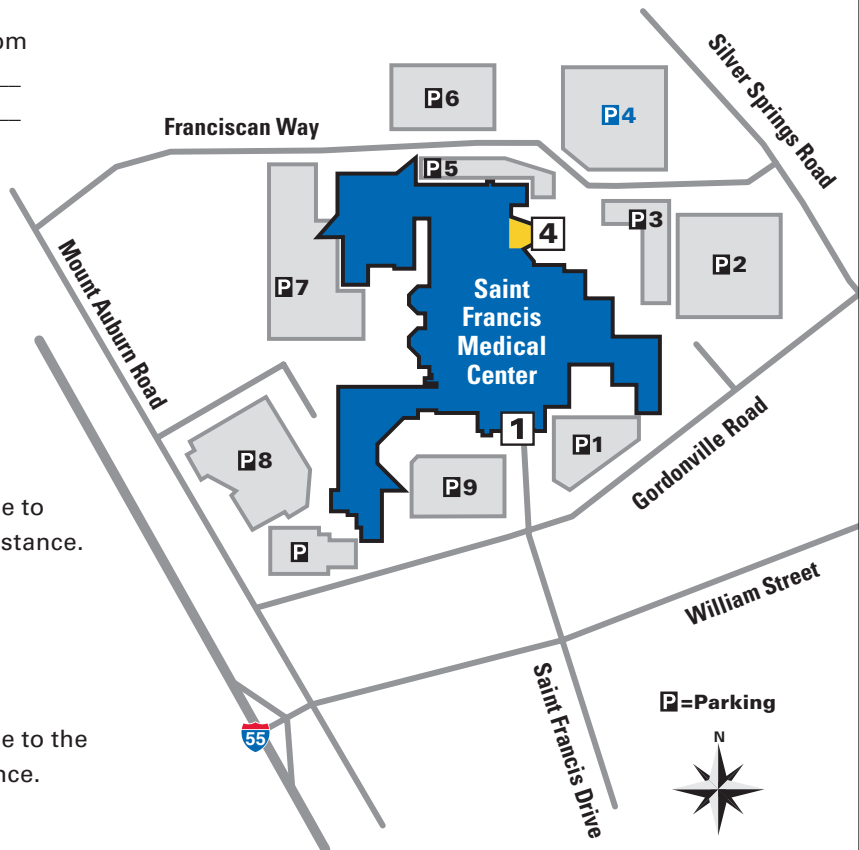 om
__
__
Silver Springs Road
P6
P4
Franciscan Way
P5
P3
4
P2
Mount Auburn Road
P7
Saint
Francis
Medical
Center
1
P1
Gordonville Road
P8
P9
e to
stance.
P
William Street
Saint Francis Drive
P=Parking
N
55
e to the
nce.